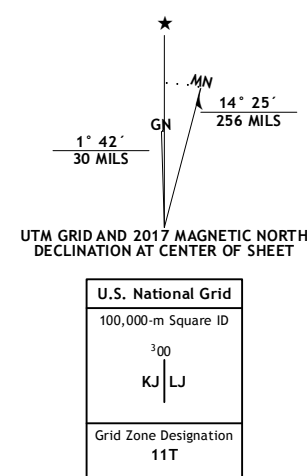 MN
GN
14° 25´
256 MILS
1° 42´
30 MILS
UTM GRID AND 2017 MAGNETIC NORTH
DECLINATION AT CENTER OF SHEET
U.S. National Grid
100,000-m Square ID
³00
KJ LJ
Grid Zone Designation
11T